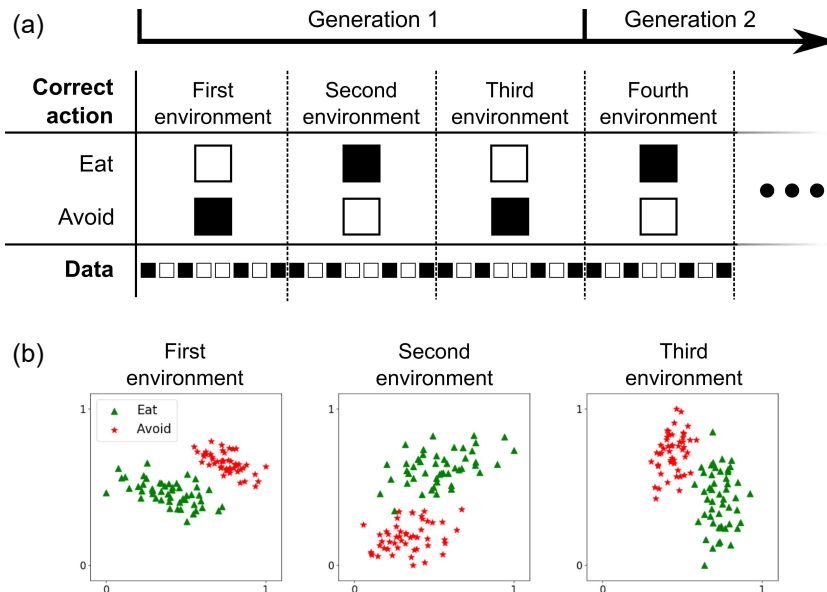 (a)
Generation 1
Generation 2
Correct action
First environment
Second environment
Third environment
Fourth environment
Eat
Avoid
Data
(b)
First environment
Second environment
Third environment
1
Eat
Avoid
0
0
1
1
0
0
1
1
0
0
1